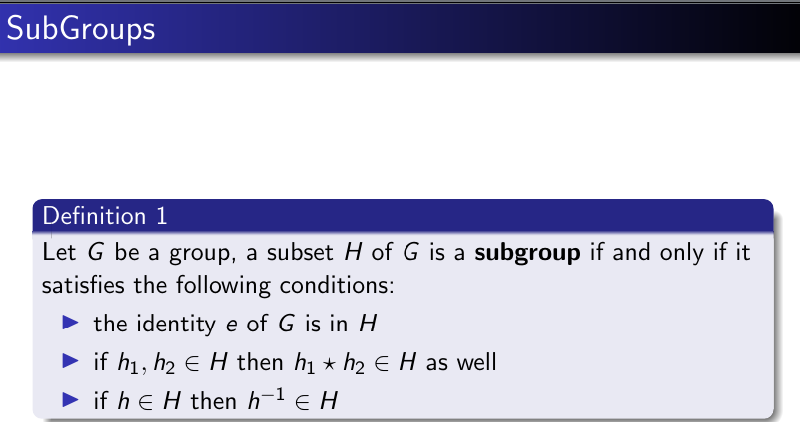 SubGroups
Definition 1
Let G be a group, a subset H of G is a subgroup if and only if it
satisfies the following conditions:
▶ the identity e of G is in H
▶ if h₁, h₂ ∈ H then h₁ ⋆ h₂ ∈ H as well
▶ if h ∈ H then h⁻¹ ∈ H